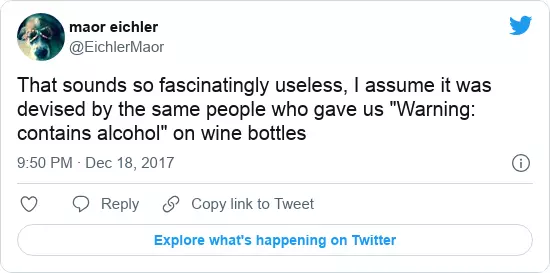 maor eichler
@EichlerMaor
That sounds so fascinatingly useless, I assume it was
devised by the same people who gave us "Warning:
contains alcohol" on wine bottles
9:50 PM · Dec 18, 2017
Reply
Copy link to Tweet
Explore what's happening on Twitter